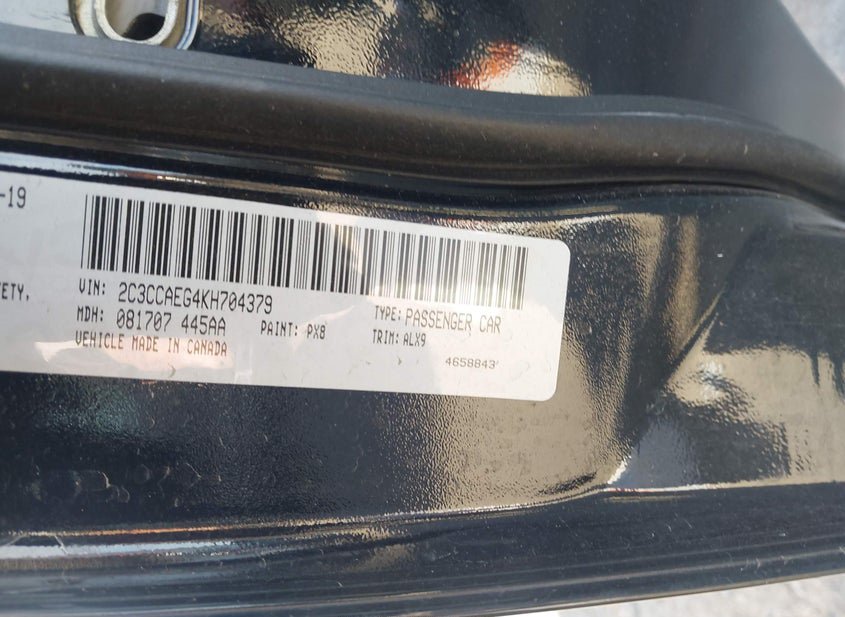 -19
ETY,
VIN: 2C3CCAEG4KH704379
TYPE: PASSENGER CAR
MDH: 081707 445AA PAINT: PX8 TRIM: ALX9
VEHICLE MADE IN CANADA
4658843